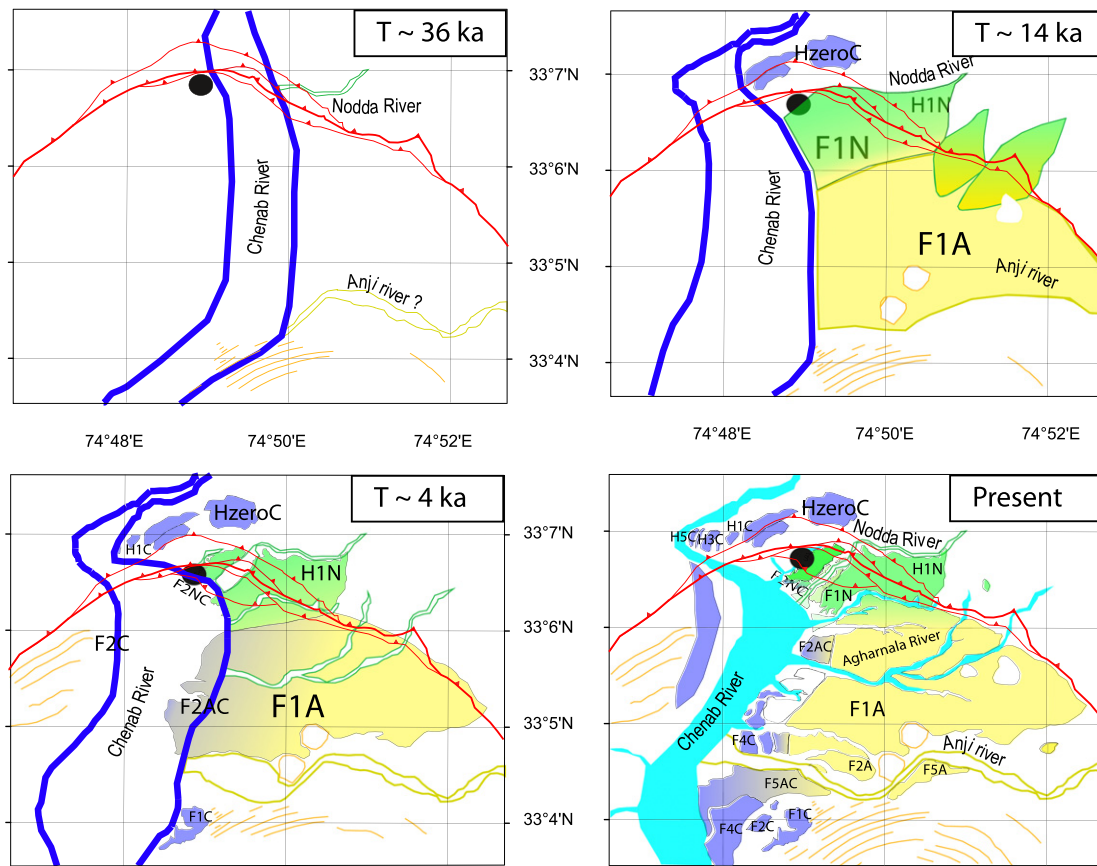 T ~ 36 ka
Nodda River
Chenab River
Anji river ?
T ~ 14 ka
HzeroC
Nodda River
H1N
F1N
Chenab River
F1A
Anji river
33°7'N
33°6'N
33°5'N
33°4'N
74°48'E
74°50'E
74°52'E
74°48'E
74°50'E
74°52'E
T ~ 4 ka
HzeroC
H1C
H1N
F2NC
F2C
F2AC
F1A
Chenab River
F1C
33°7'N
33°6'N
33°5'N
33°4'N
Present
HzeroC
H1C
H5C
H3C
Nodda River
H1N
F2NC
F1N
F2AC
Agharnala River
Chenab River
F1A
F4C
Anji river
F2A
F5A
F5AC
F4C
F2C
F1C